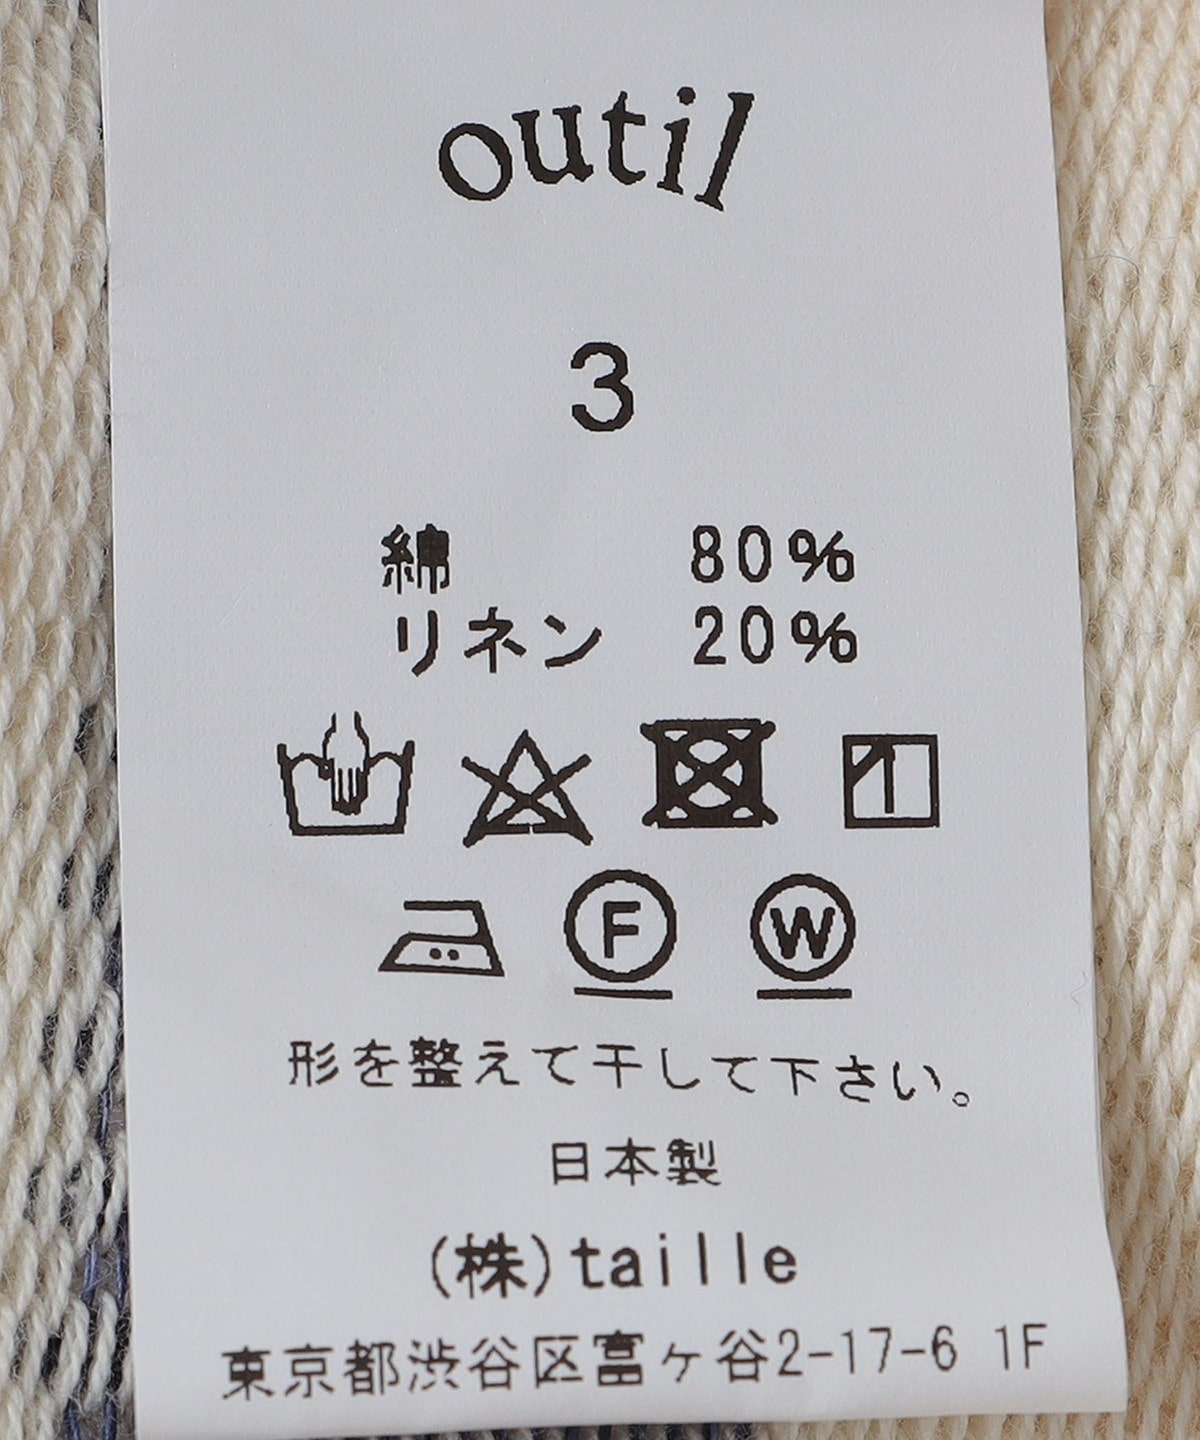 outil
3
綿 80%
リネン 20%
F W
形を整えて干して下さい。
日本製
(株)taille
東京都渋谷区富ヶ谷2-17-6 1F